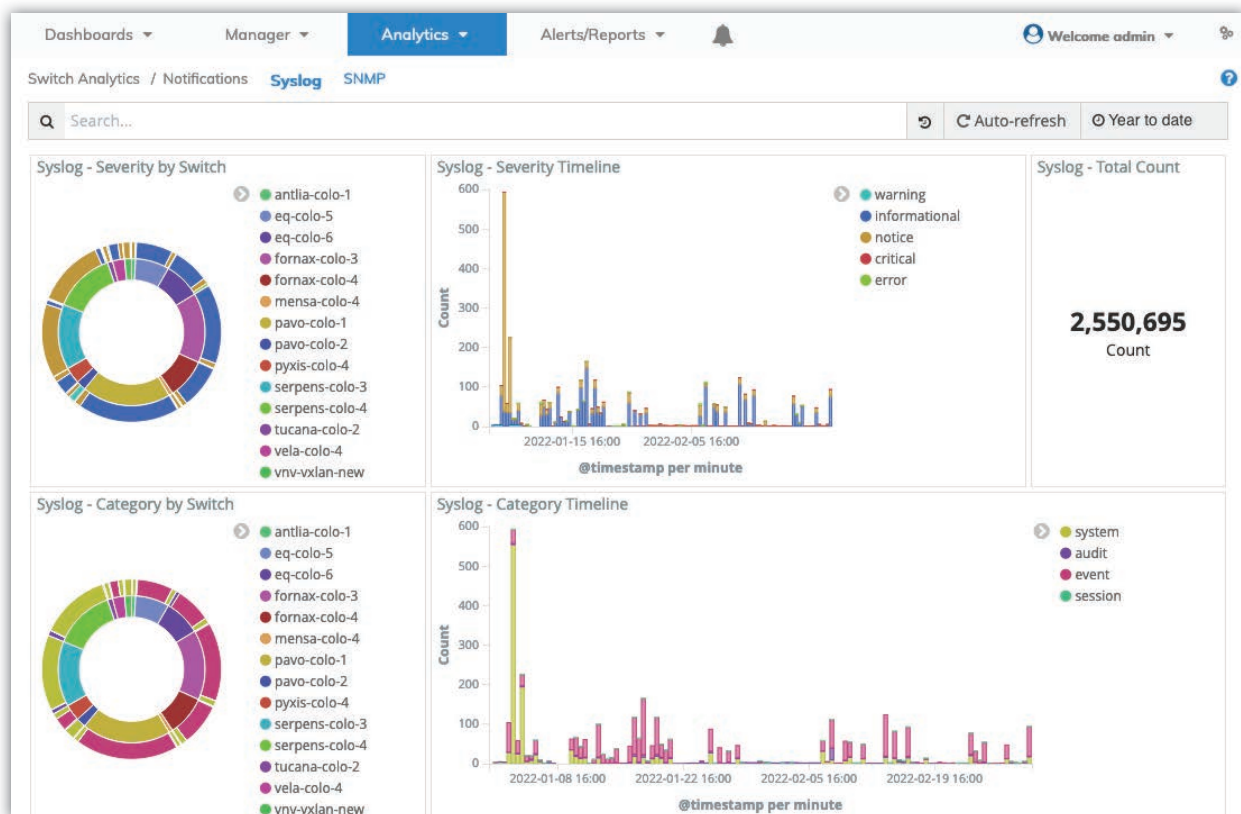 Dashboards
Manager
Analytics
Alerts/Reports
Welcome admin
Switch Analytics / Notifications Syslog SNMP
Search...
Auto-refresh
Year to date
Syslog - Severity by Switch
antlia-colo-1
eq-colo-5
eq-colo-6
fornax-colo-3
fornax-colo-4
mensa-colo-4
pavo-colo-1
pavo-colo-2
pyxis-colo-4
serpens-colo-3
serpens-colo-4
tucana-colo-2
vela-colo-4
vnv-vxlan-new
Syslog - Severity Timeline
600
500
400
300
200
100
0
Count
2022-01-15 16:00
2022-02-05 16:00
@timestamp per minute
warning
informational
notice
critical
error
Syslog - Total Count
2,550,695
Count
Syslog - Category by Switch
antlia-colo-1
eq-colo-5
eq-colo-6
fornax-colo-3
fornax-colo-4
mensa-colo-4
pavo-colo-1
pavo-colo-2
pyxis-colo-4
serpens-colo-3
serpens-colo-4
tucana-colo-2
vela-colo-4
vnv-vxlan-new
Syslog - Category Timeline
600
500
400
300
200
100
0
Count
2022-01-08 16:00
2022-01-22 16:00
2022-02-05 16:00
2022-02-19 16:00
@timestamp per minute
system
audit
event
session